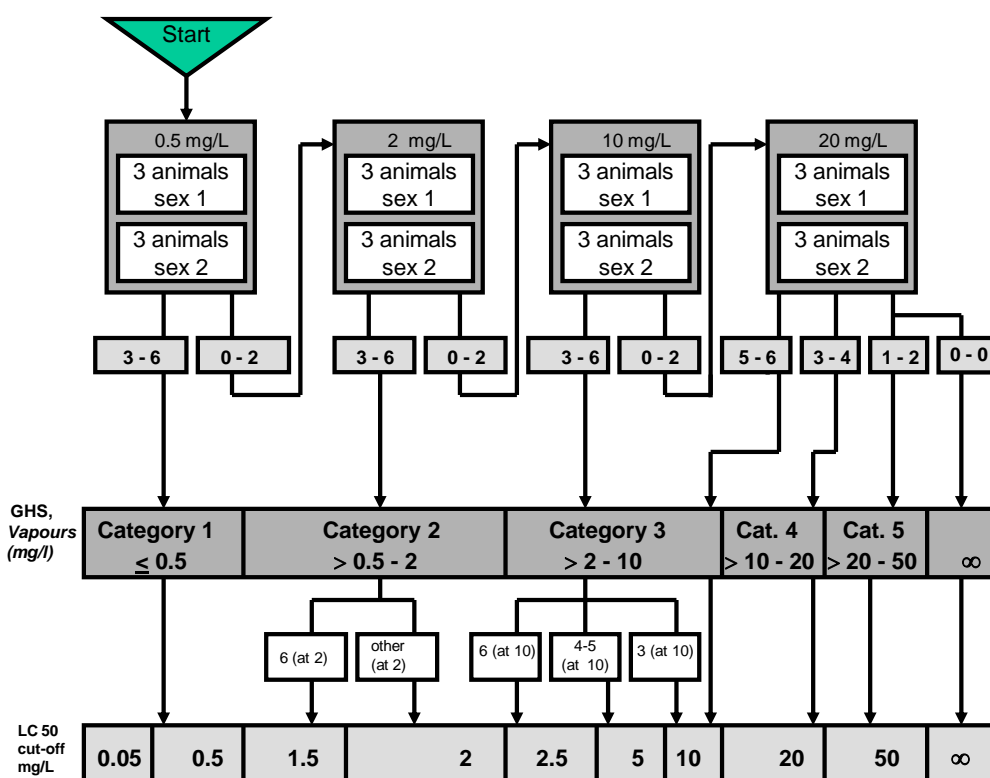 Start
0.5 mg/L
3 animals
sex 1
3 animals
sex 2
2 mg/L
3 animals
sex 1
3 animals
sex 2
10 mg/L
3 animals
sex 1
3 animals
sex 2
20 mg/L
3 animals
sex 1
3 animals
sex 2
3 - 6
0 - 2
3 - 6
0 - 2
3 - 6
0 - 2
5 - 6
3 - 4
1 - 2
0 - 0
GHS,
Vapours
(mg/l)
Category 1
≤ 0.5
Category 2
> 0.5 - 2
Category 3
> 2 - 10
Cat. 4
> 10 - 20
Cat. 5
> 20 - 50
∞
6 (at 2)
other
(at 2)
6 (at 10)
4-5
(at 10)
3 (at 10)
LC 50
cut-off
mg/L
0.05
0.5
1.5
2
2.5
5
10
20
50
∞